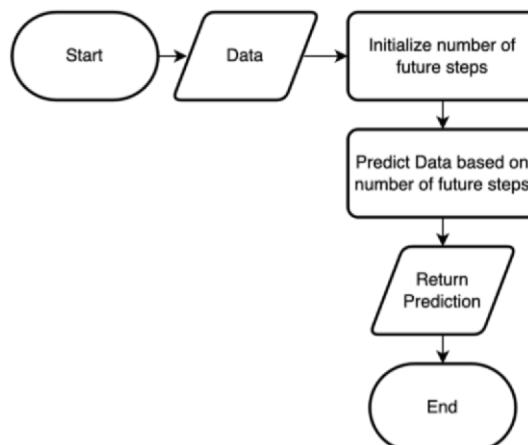 Start
Data
Initialize number of
future steps
Predict Data based on
number of future steps
Return
Prediction
End